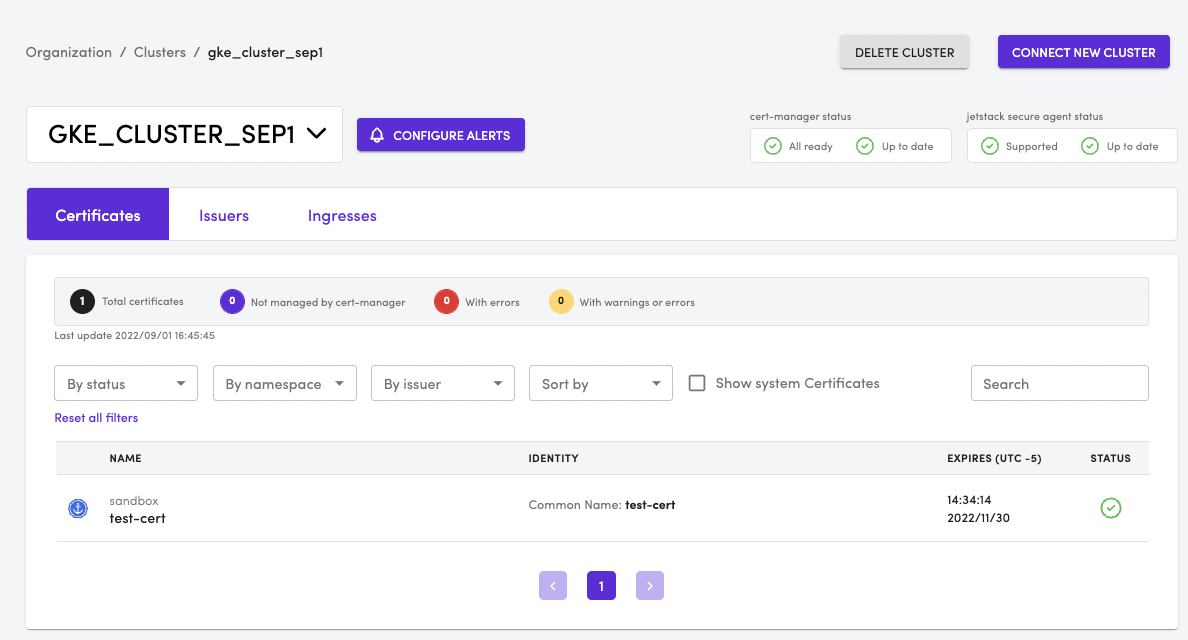 Organization / Clusters / gke_cluster_sep1
DELETE CLUSTER
CONNECT NEW CLUSTER
GKE_CLUSTER_SEP1
CONFIGURE ALERTS
cert-manager status
All ready
Up to date
jetstack secure agent status
Supported
Up to date
Certificates
Issuers
Ingresses
1 Total certificates
0 Not managed by cert-manager
0 With errors
0 With warnings or errors
Last update 2022/09/01 16:45:45
By status
By namespace
By issuer
Sort by
Show system Certificates
Search
Reset all filters
NAME
IDENTITY
EXPIRES (UTC -5)
STATUS
sandbox
test-cert
Common Name: test-cert
14:34:14
2022/11/30
1